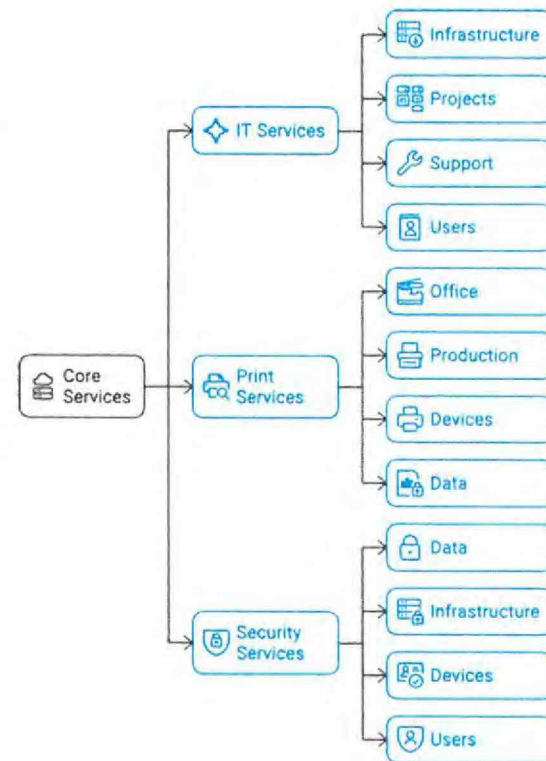 Core
Services
IT Services
Infrastructure
Projects
Support
Users
Print
Services
Office
Production
Devices
Data
Security
Services
Data
Infrastructure
Devices
Users